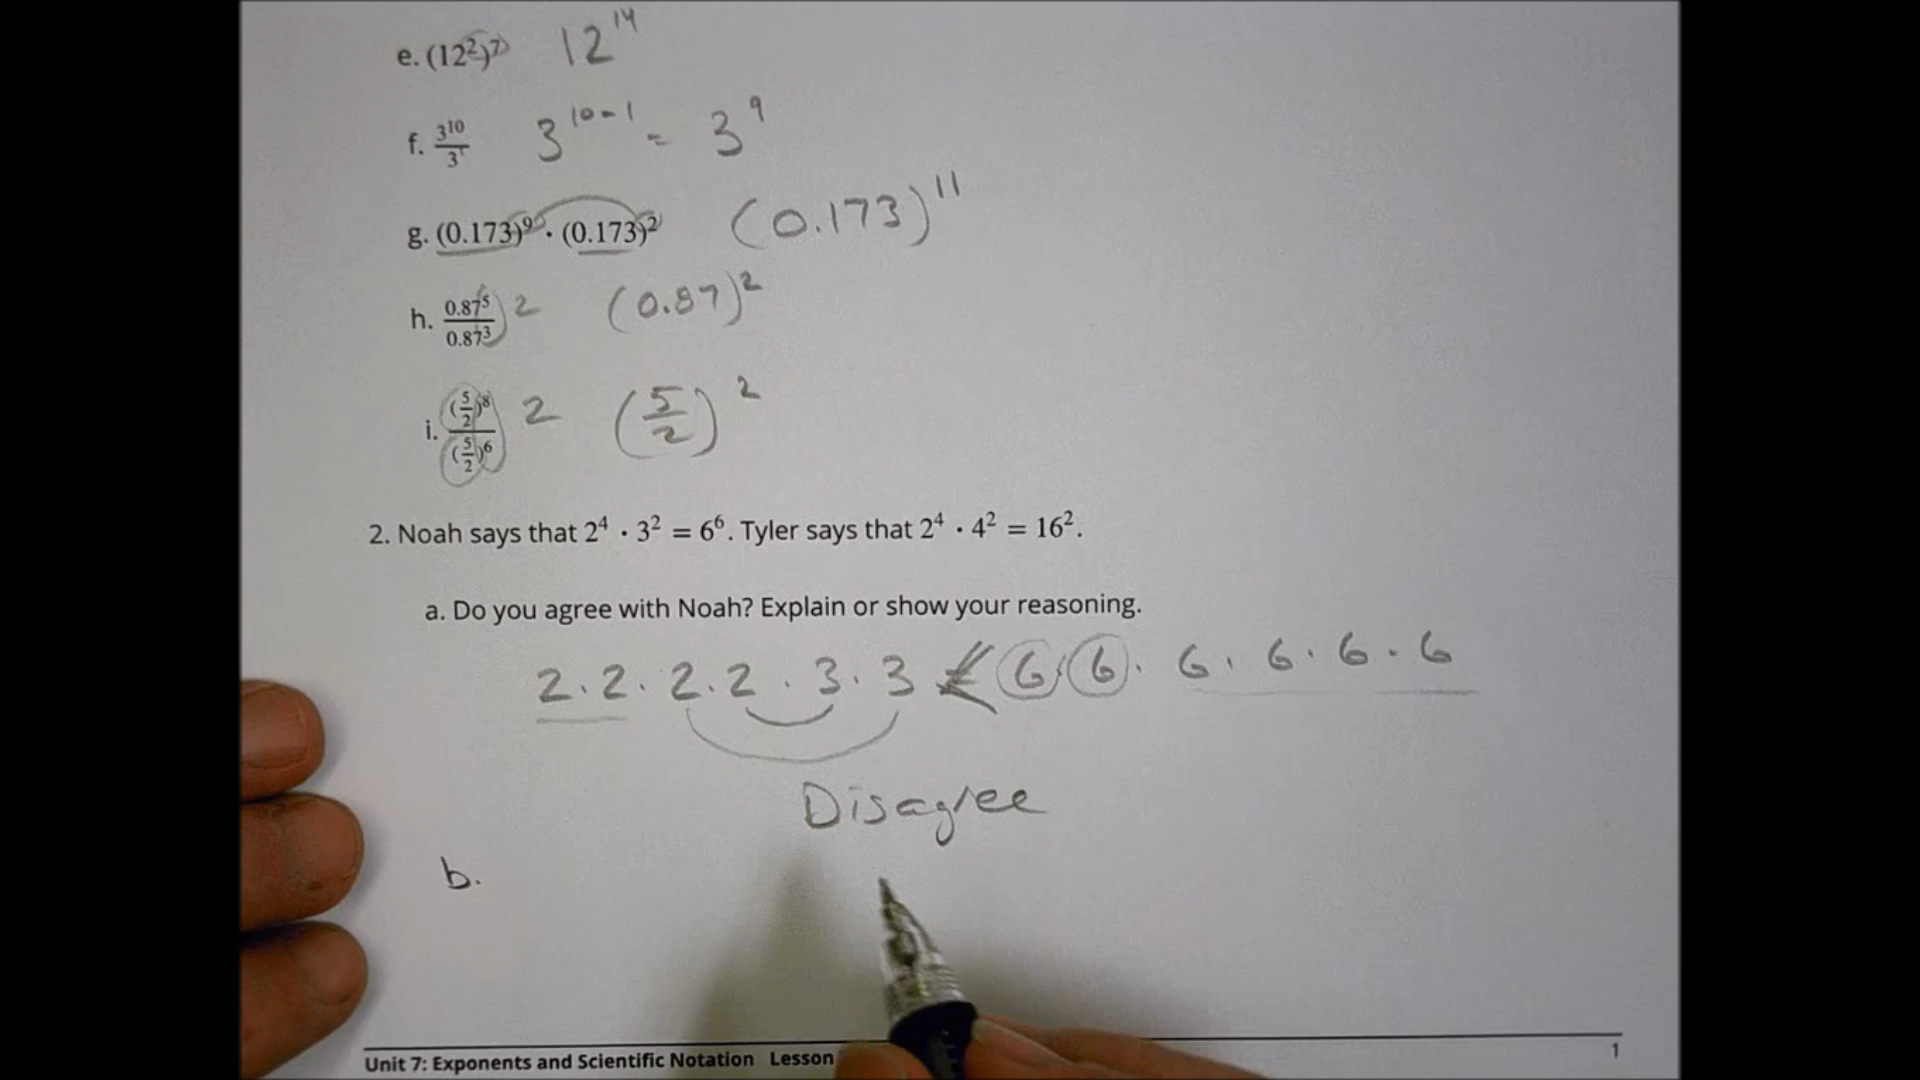 e. (12²)⁷ 12¹⁴
f. 3¹⁰/3¹ 3¹⁰⁻¹ = 3⁹
g. (0.173)⁹ · (0.173)² (0.173)¹¹
h. 0.87⁵/0.87³ 2 (0.87)²
i. (5/2)⁸/(5/2)⁶ 2 (5/2)²
2. Noah says that 2⁴ · 3² = 6⁶. Tyler says that 2⁴ · 4² = 16².
a. Do you agree with Noah? Explain or show your reasoning.
2 · 2 · 2 · 2 · 3 · 3 ≠ 6 · 6 · 6 · 6 · 6 · 6
Disagree
b.
Unit 7: Exponents and Scientific Notation Lesson 1